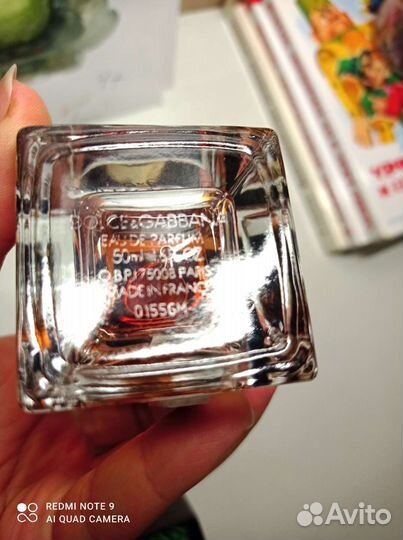 DOLCE&GABBANA
EAU DE PARFUM
50ml
BP 75008 PARIS
MADE IN FRANCE
0155GM
REDMI NOTE 9
AI QUAD CAMERA
Avito